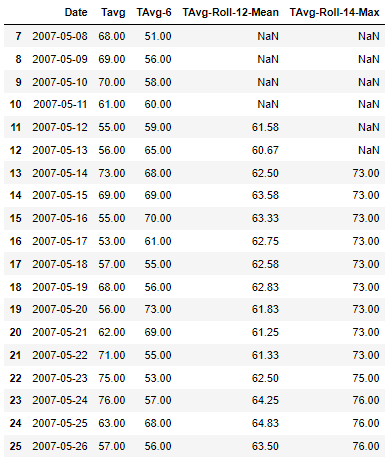 Date Tavg TAvg-6 TAvg-Roll-12-Mean TAvg-Roll-14-Max
7 2007-05-08 68.00 51.00 NaN NaN
8 2007-05-09 69.00 56.00 NaN NaN
9 2007-05-10 70.00 58.00 NaN NaN
10 2007-05-11 61.00 60.00 NaN NaN
11 2007-05-12 55.00 59.00 61.58 NaN
12 2007-05-13 56.00 65.00 60.67 NaN
13 2007-05-14 73.00 68.00 62.50 73.00
14 2007-05-15 69.00 69.00 63.58 73.00
15 2007-05-16 55.00 70.00 63.33 73.00
16 2007-05-17 53.00 61.00 62.75 73.00
17 2007-05-18 57.00 55.00 62.58 73.00
18 2007-05-19 68.00 56.00 62.83 73.00
19 2007-05-20 56.00 73.00 61.83 73.00
20 2007-05-21 62.00 69.00 61.25 73.00
21 2007-05-22 71.00 55.00 61.33 73.00
22 2007-05-23 75.00 53.00 62.50 75.00
23 2007-05-24 76.00 57.00 64.25 76.00
24 2007-05-25 63.00 68.00 64.83 76.00
25 2007-05-26 57.00 56.00 63.50 76.00